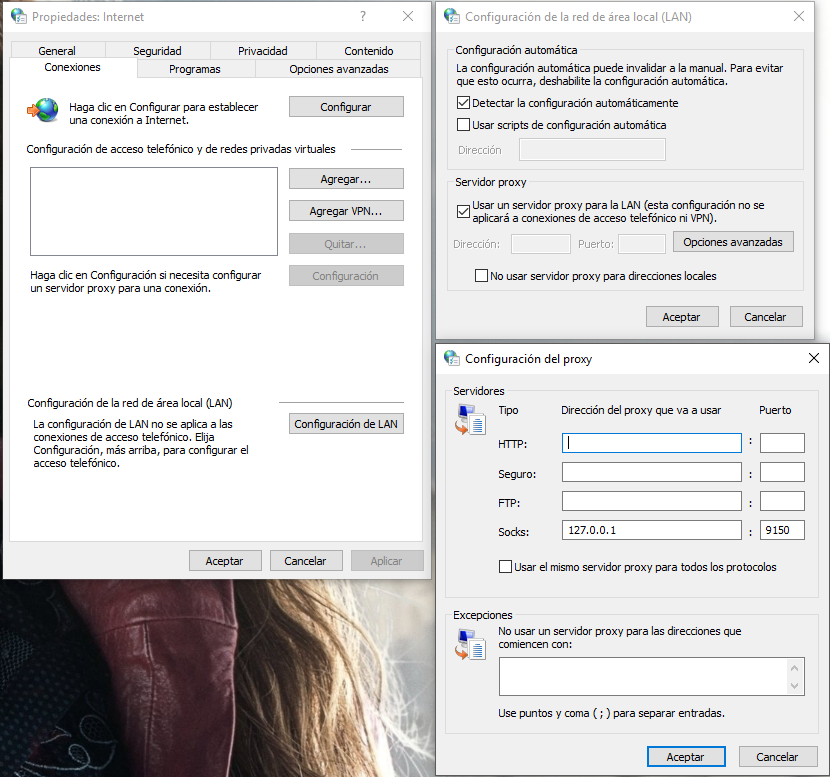 Propiedades: Internet
?
General
Seguridad
Privacidad
Contenido
Conexiones
Programas
Opciones avanzadas
Haga clic en Configurar para establecer
una conexión a Internet.
Configurar
Configuración de acceso telefónico y de redes privadas virtuales
Agregar...
Agregar VPN...
Quitar...
Configuración
Haga clic en Configuración si necesita configurar
un servidor proxy para una conexión.
Configuración de la red de área local (LAN)
La configuración de LAN no se aplica a las
conexiones de acceso telefónico. Elija
Configuración, más arriba, para configurar el
acceso telefónico.
Configuración de LAN
Aceptar
Cancelar
Aplicar
Configuración de la red de área local (LAN)
Configuración automática
La configuración automática puede invalidar a la manual. Para evitar
que esto ocurra, deshabilite la configuración automática.
Detectar la configuración automáticamente
Usar scripts de configuración automática
Dirección
Servidor proxy
Usar un servidor proxy para la LAN (esta configuración no se
aplicará a conexiones de acceso telefónico ni VPN).
Dirección:
Puerto:
Opciones avanzadas
No usar servidor proxy para direcciones locales
Aceptar
Cancelar
Configuración del proxy
Servidores
Tipo
Dirección del proxy que va a usar
Puerto
HTTP:
:
Seguro:
:
FTP:
:
Socks:
127.0.0.1
:
9150
Usar el mismo servidor proxy para todos los protocolos
Excepciones
No usar un servidor proxy para las direcciones que
comiencen con:
Use puntos y coma ( ; ) para separar entradas.
Aceptar
Cancelar